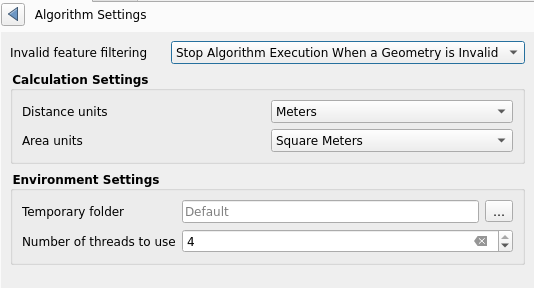 Algorithm Settings
Invalid feature filtering Stop Algorithm Execution When a Geometry is Invalid
Calculation Settings
Distance units Meters
Area units Square Meters
Environment Settings
Temporary folder Default ...
Number of threads to use 4